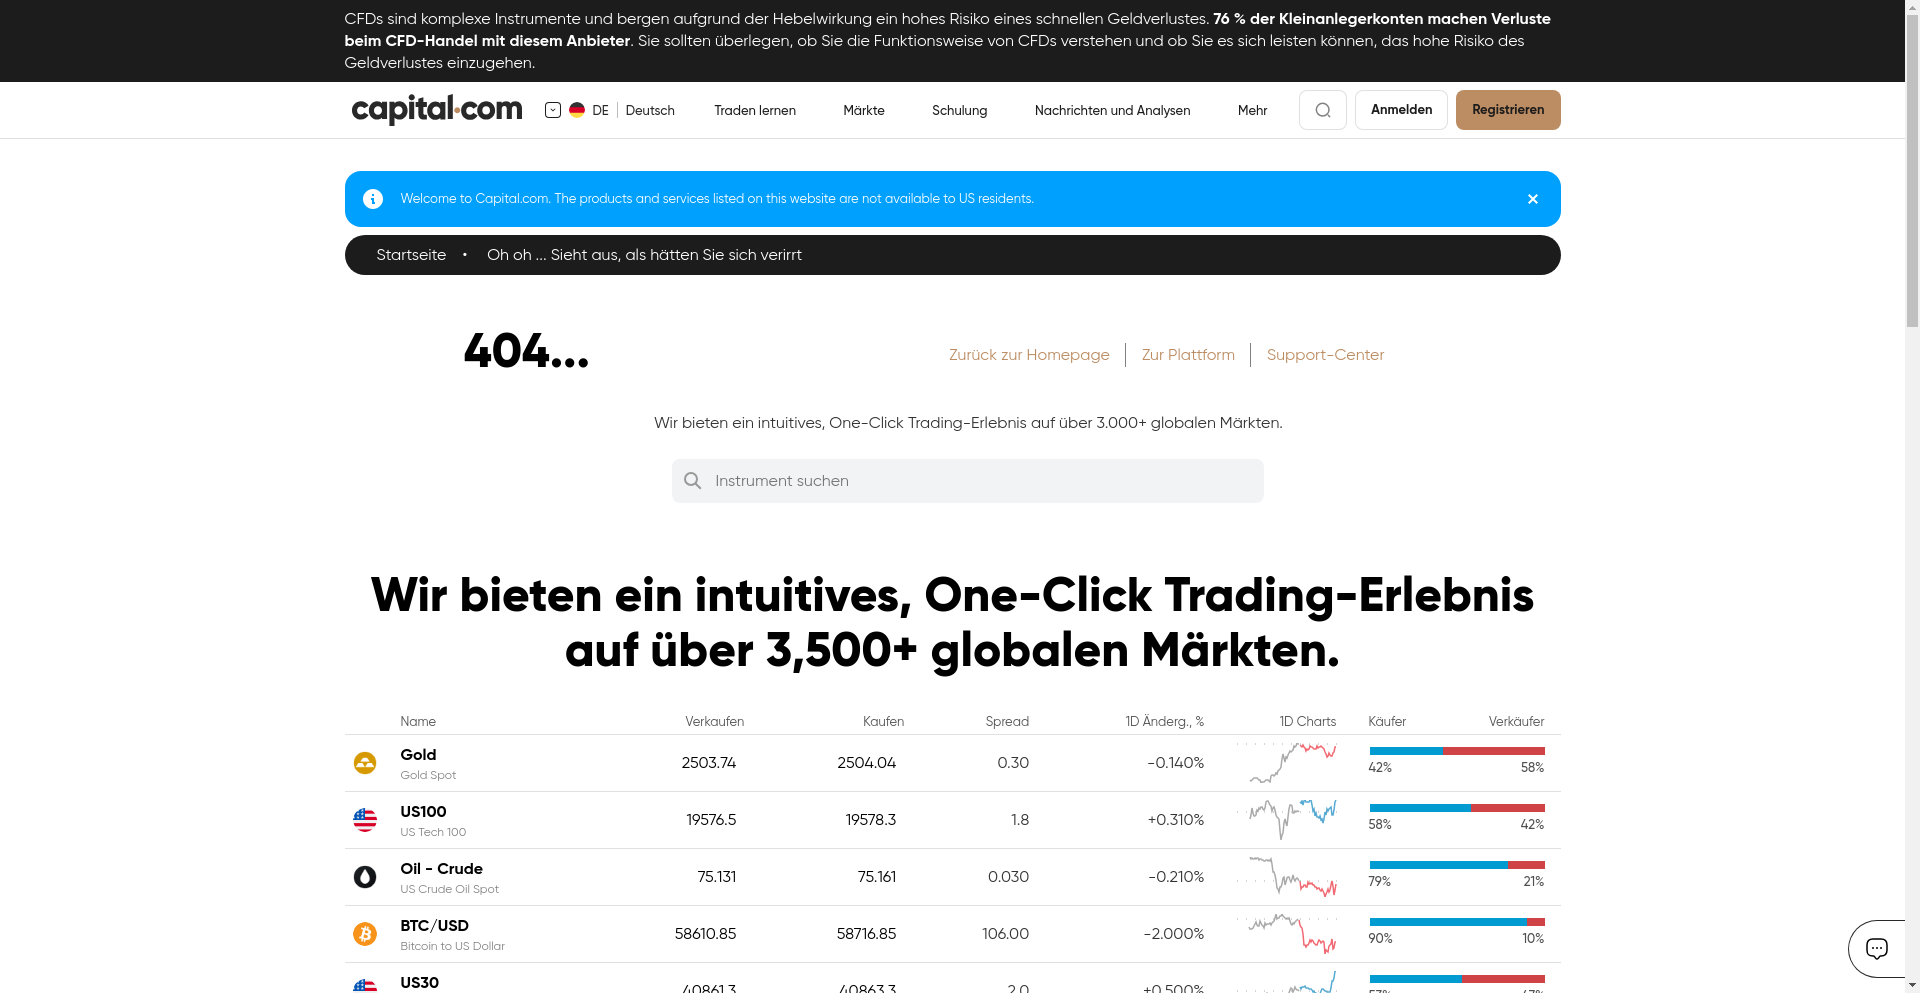 CFDs sind komplexe Instrumente und bergen aufgrund der Hebelwirkung ein hohes Risiko eines schnellen Geldverlustes. 76 % der Kleinanlegerkonten machen Verluste
beim CFD-Handel mit diesem Anbieter. Sie sollten überlegen, ob Sie die Funktionsweise von CFDs verstehen und ob Sie es sich leisten können, das hohe Risiko des
Geldverlustes einzugehen.
capital.com DE Deutsch Traden lernen Märkte Schulung Nachrichten und Analysen Mehr Anmelden Registrieren
Welcome to Capital.com. The products and services listed on this website are not available to US residents.
Startseite • Oh oh ... Sieht aus, als hätten Sie sich verirrt
404...
Zurück zur Homepage Zur Plattform Support-Center
Wir bieten ein intuitives, One-Click Trading-Erlebnis auf über 3.000+ globalen Märkten.
Instrument suchen
Wir bieten ein intuitives, One-Click Trading-Erlebnis
auf über 3,500+ globalen Märkten.
Name Verkaufen Kaufen Spread 1D Änderg., % 1D Charts Käufer Verkäufer
Gold 2503.74 2504.04 0.30 -0.140% 42% 58%
Gold Spot
US100 19576.5 19578.3 1.8 +0.310% 58% 42%
US Tech 100
Oil - Crude 75.131 75.161 0.030 -0.210% 79% 21%
US Crude Oil Spot
BTC/USD 58610.85 58716.85 106.00 -2.000% 90% 10%
Bitcoin to US Dollar
US30 40861.3 40863.3 2.0 +0.500%